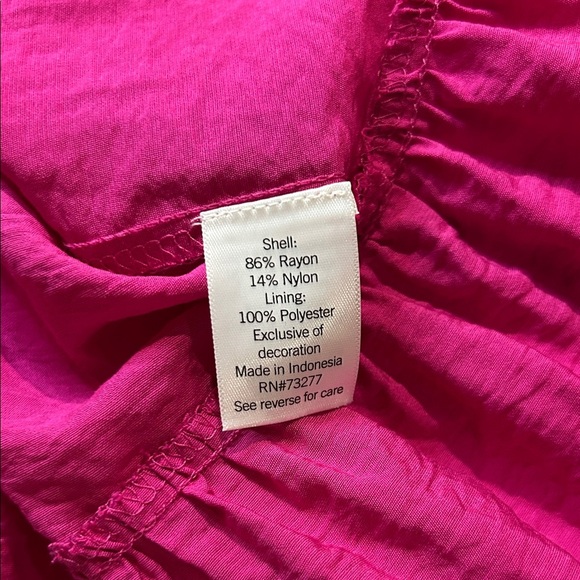 Shell:
86% Rayon
14% Nylon
Lining:
100% Polyester
Exclusive of
decoration
Made in Indonesia
RN#73277
See reverse for care